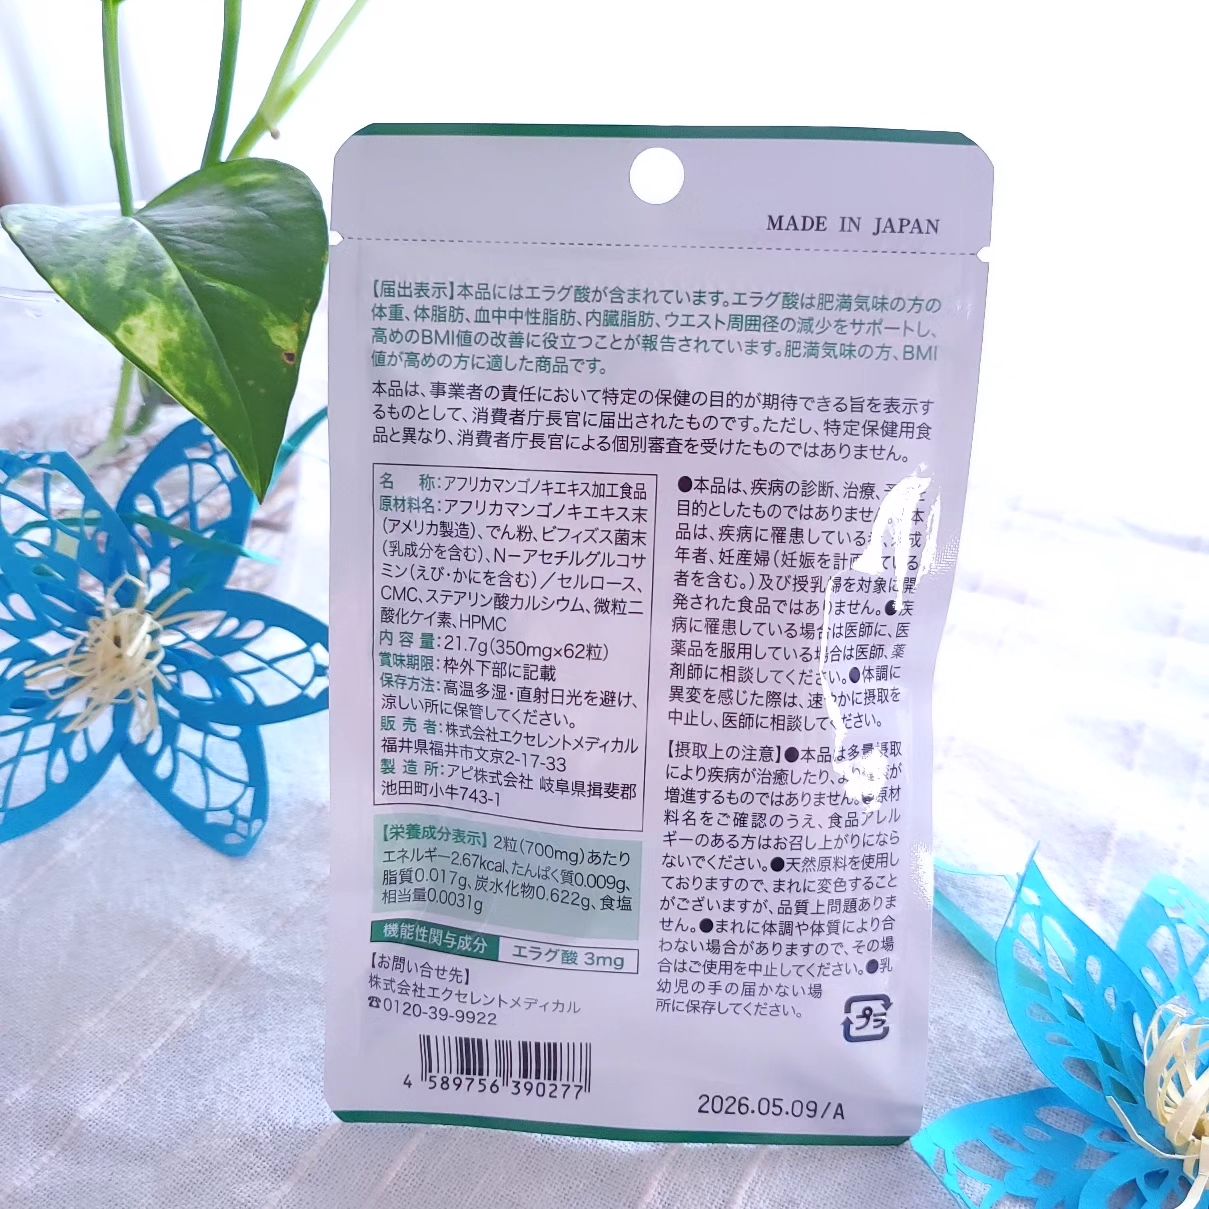 MADE IN JAPAN
【届出表示】本品にはエラグ酸が含まれています。エラグ酸は肥満気味の方の
体重、体脂肪、血中中性脂肪、内臓脂肪、ウエスト周囲径の減少をサポートし、
高めのBMI値の改善に役立つことが報告されています。肥満気味の方、BMI
値が高めの方に適した商品です。
本品は、事業者の責任において特定の保健の目的が期待できる旨を表示す
るものとして、消費者庁長官に届出されたものです。ただし、特定保健用食
品と異なり、消費者庁長官による個別審査を受けたものではありません。
名 称:アフリカマンゴノキエキス加工食品
原材料名:アフリカマンゴノキエキス末
(アメリカ製造)、でん粉、ビフィズス菌末
(乳成分を含む)、N-アセチルグルコサ
ミン(えび・かにを含む)/セルロース、
CMC、ステアリン酸カルシウム、微粒二
酸化ケイ素、HPMC
内容量:21.7g(350mg×62粒)
賞味期限:枠外下部に記載
保存方法:高温多湿・直射日光を避け、
涼しい所に保管してください。
販売者:株式会社エクセレントメディカル
福井県福井市文京2-17-33
製造所:アピ株式会社 岐阜県揖斐郡
池田町小牛743-1
【栄養成分表示】2粒(700mg)あたり
エネルギー2.67kcal、たんぱく質0.009g、
脂質0.017g、炭水化物0.622g、食塩
相当量0.0031g
機能性関与成分 エラグ酸 3mg
【お問い合せ先】
株式会社エクセレントメディカル
☎0120-39-9922
4 589756 390277
●本品は、疾病の診断、治療、
目的としたものではありません。本
品は、疾病に罹患している 成
年者、妊産婦(妊娠を計画している
者を含む。)及び授乳婦を対象に開
発された食品ではありません。●疾
病に罹患している場合は医師に、医
薬品を服用している場合は医師、薬
剤師に相談してください。●体調に
異変を感じた際は、速やかに摂取を
中止し、医師に相談してください。
【摂取上の注意】●本品は多量摂取
により疾病が治癒したり、より が
増進するものではありません。●原材
料名をご確認のうえ、食品アレル
ギーのある方はお召し上がりになら
ないでください。●天然原料を使用し
ておりますので、まれに変色すること
がございますが、品質上問題ありま
せん。●まれに体調や体質により合
わない場合がありますので、その場
合はご使用を中止してください。●乳
幼児の手の届かない場
所に保存してください。
プラ
2026.05.09/A